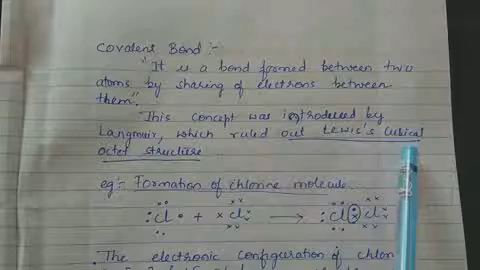 Covalent Bond :-
"It is a bond formed between two
atoms by sharing of electrons between
them".
"This concept was introduced by
Langmuir, which ruled out Lewis's Cubical
octet structure
eg:- Formation of chlorine molecule
:Cl• + ×Cl → :Cl Cl
• The electronic configuration of chlor